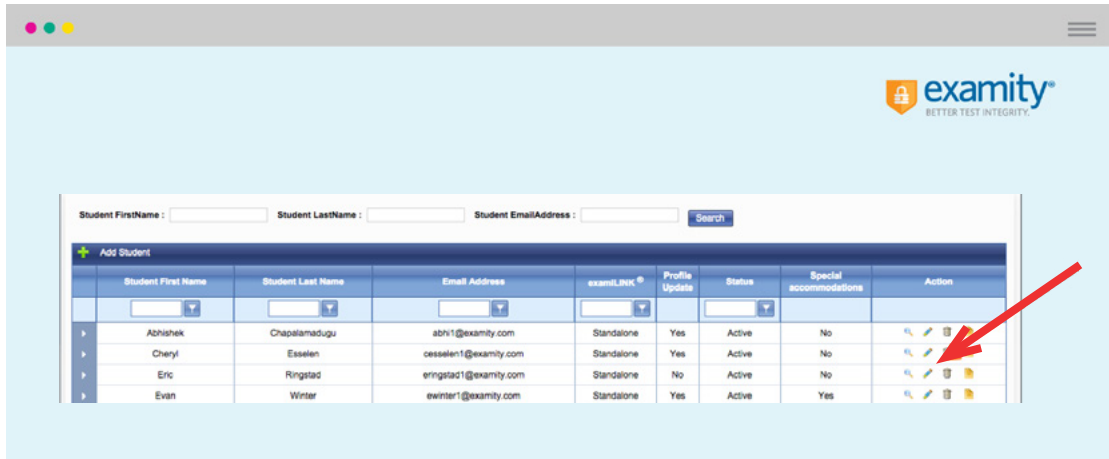 examity®
BETTER TEST INTEGRITY.
Student FirstName : Student LastName : Student EmailAddress : Search
Add Student
Student First Name Student Last Name Email Address examiLINK ® Profile Update Status Special accommodations Action
Abhishek Chapalamadugu abhi1@examity.com Standalone Yes Active No
Cheryl Esselen cesselen1@examity.com Standalone Yes Active No
Eric Ringstad eringstad1@examity.com Standalone No Active No
Evan Winter ewinter1@examity.com Standalone Yes Active Yes